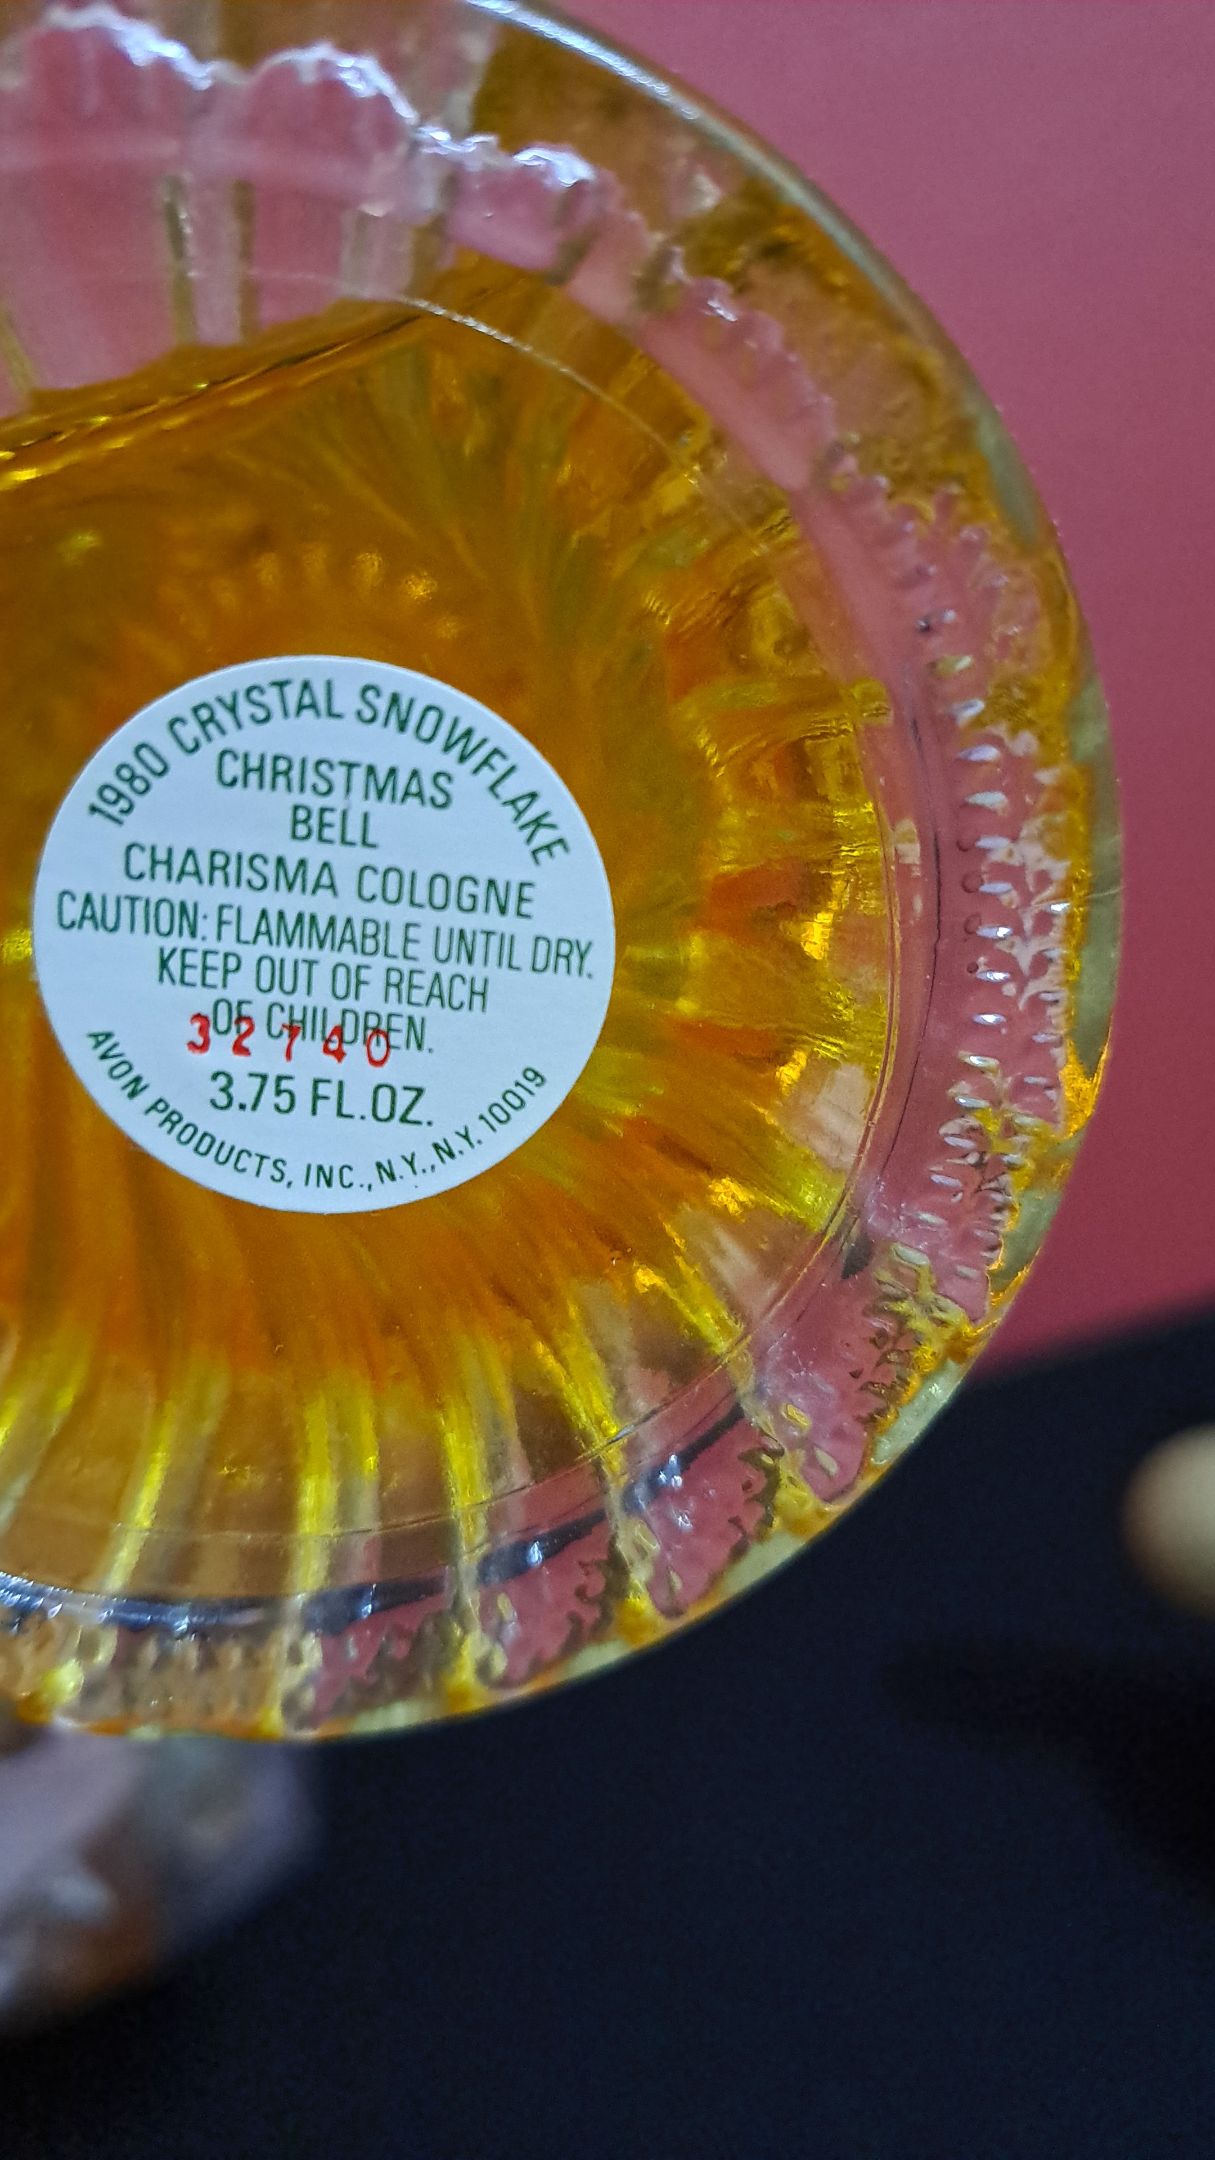 1980 CRYSTAL SNOWFLAKE
CHRISTMAS
BELL
CHARISMA COLOGNE
CAUTION: FLAMMABLE UNTIL DRY.
KEEP OUT OF REACH
OF CHILDREN.
32740
3.75 FL.OZ.
AVON PRODUCTS, INC., N.Y., N.Y. 10019